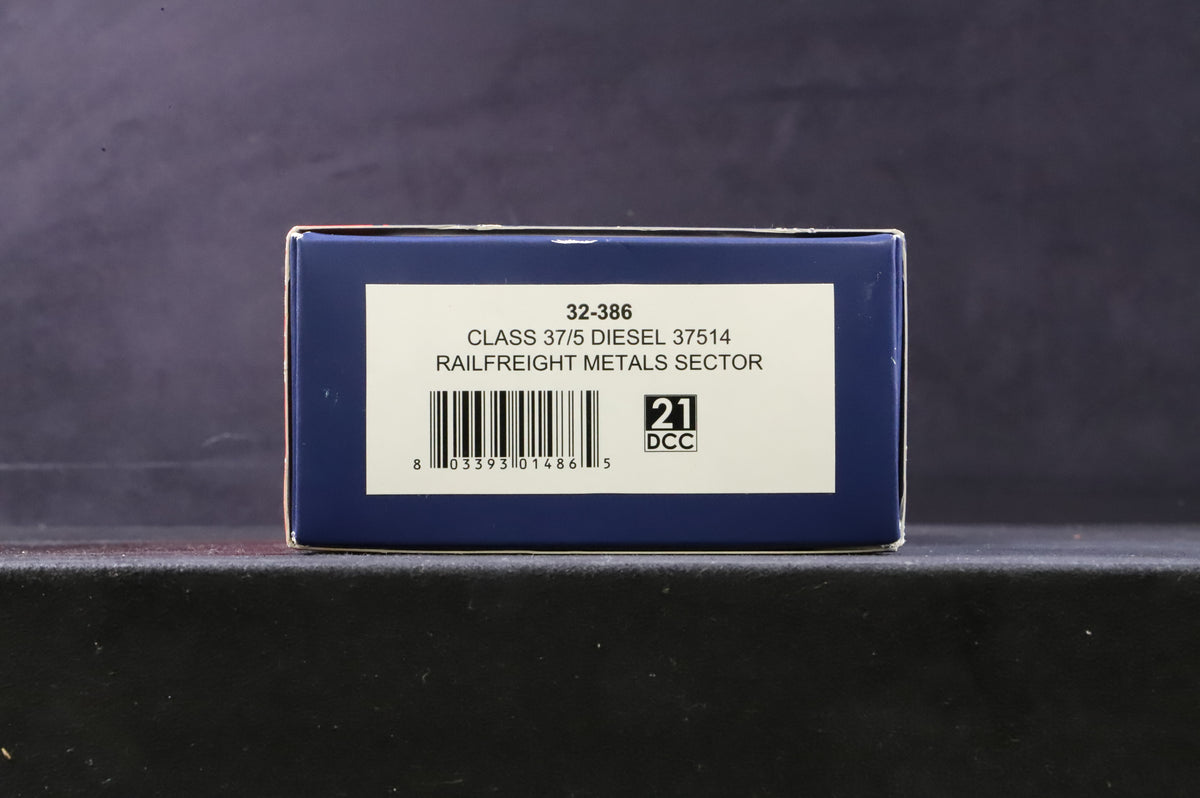 32-386
CLASS 37/5 DIESEL 37514
RAILFREIGHT METALS SECTOR
21
DCC
8 03393 01486 5